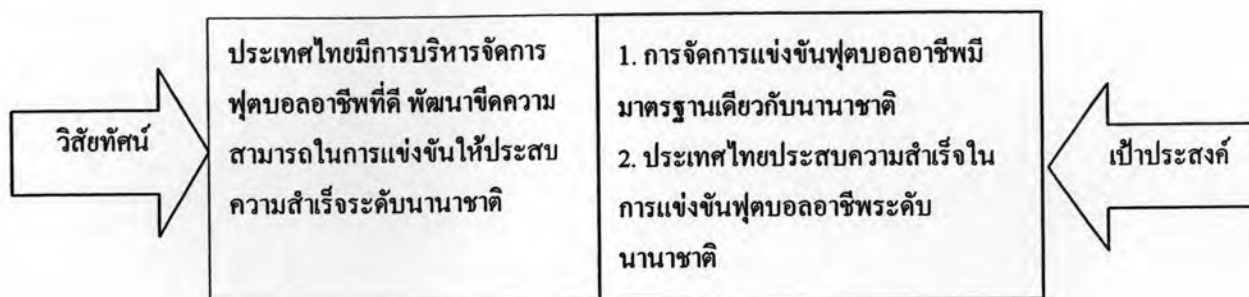 วิสัยทัศน์
ประเทศไทยมีการบริหารจัดการ
ฟุตบอลอาชีพที่ดี พัฒนาขีดความ
สามารถในการแข่งขันให้ประสบ
ความสำเร็จระดับนานาชาติ
1. การจัดการแข่งขันฟุตบอลอาชีพมี
มาตรฐานเดียวกับนานาชาติ
2. ประเทศไทยประสบความสำเร็จใน
การแข่งขันฟุตบอลอาชีพระดับ
นานาชาติ
เป้าประสงค์